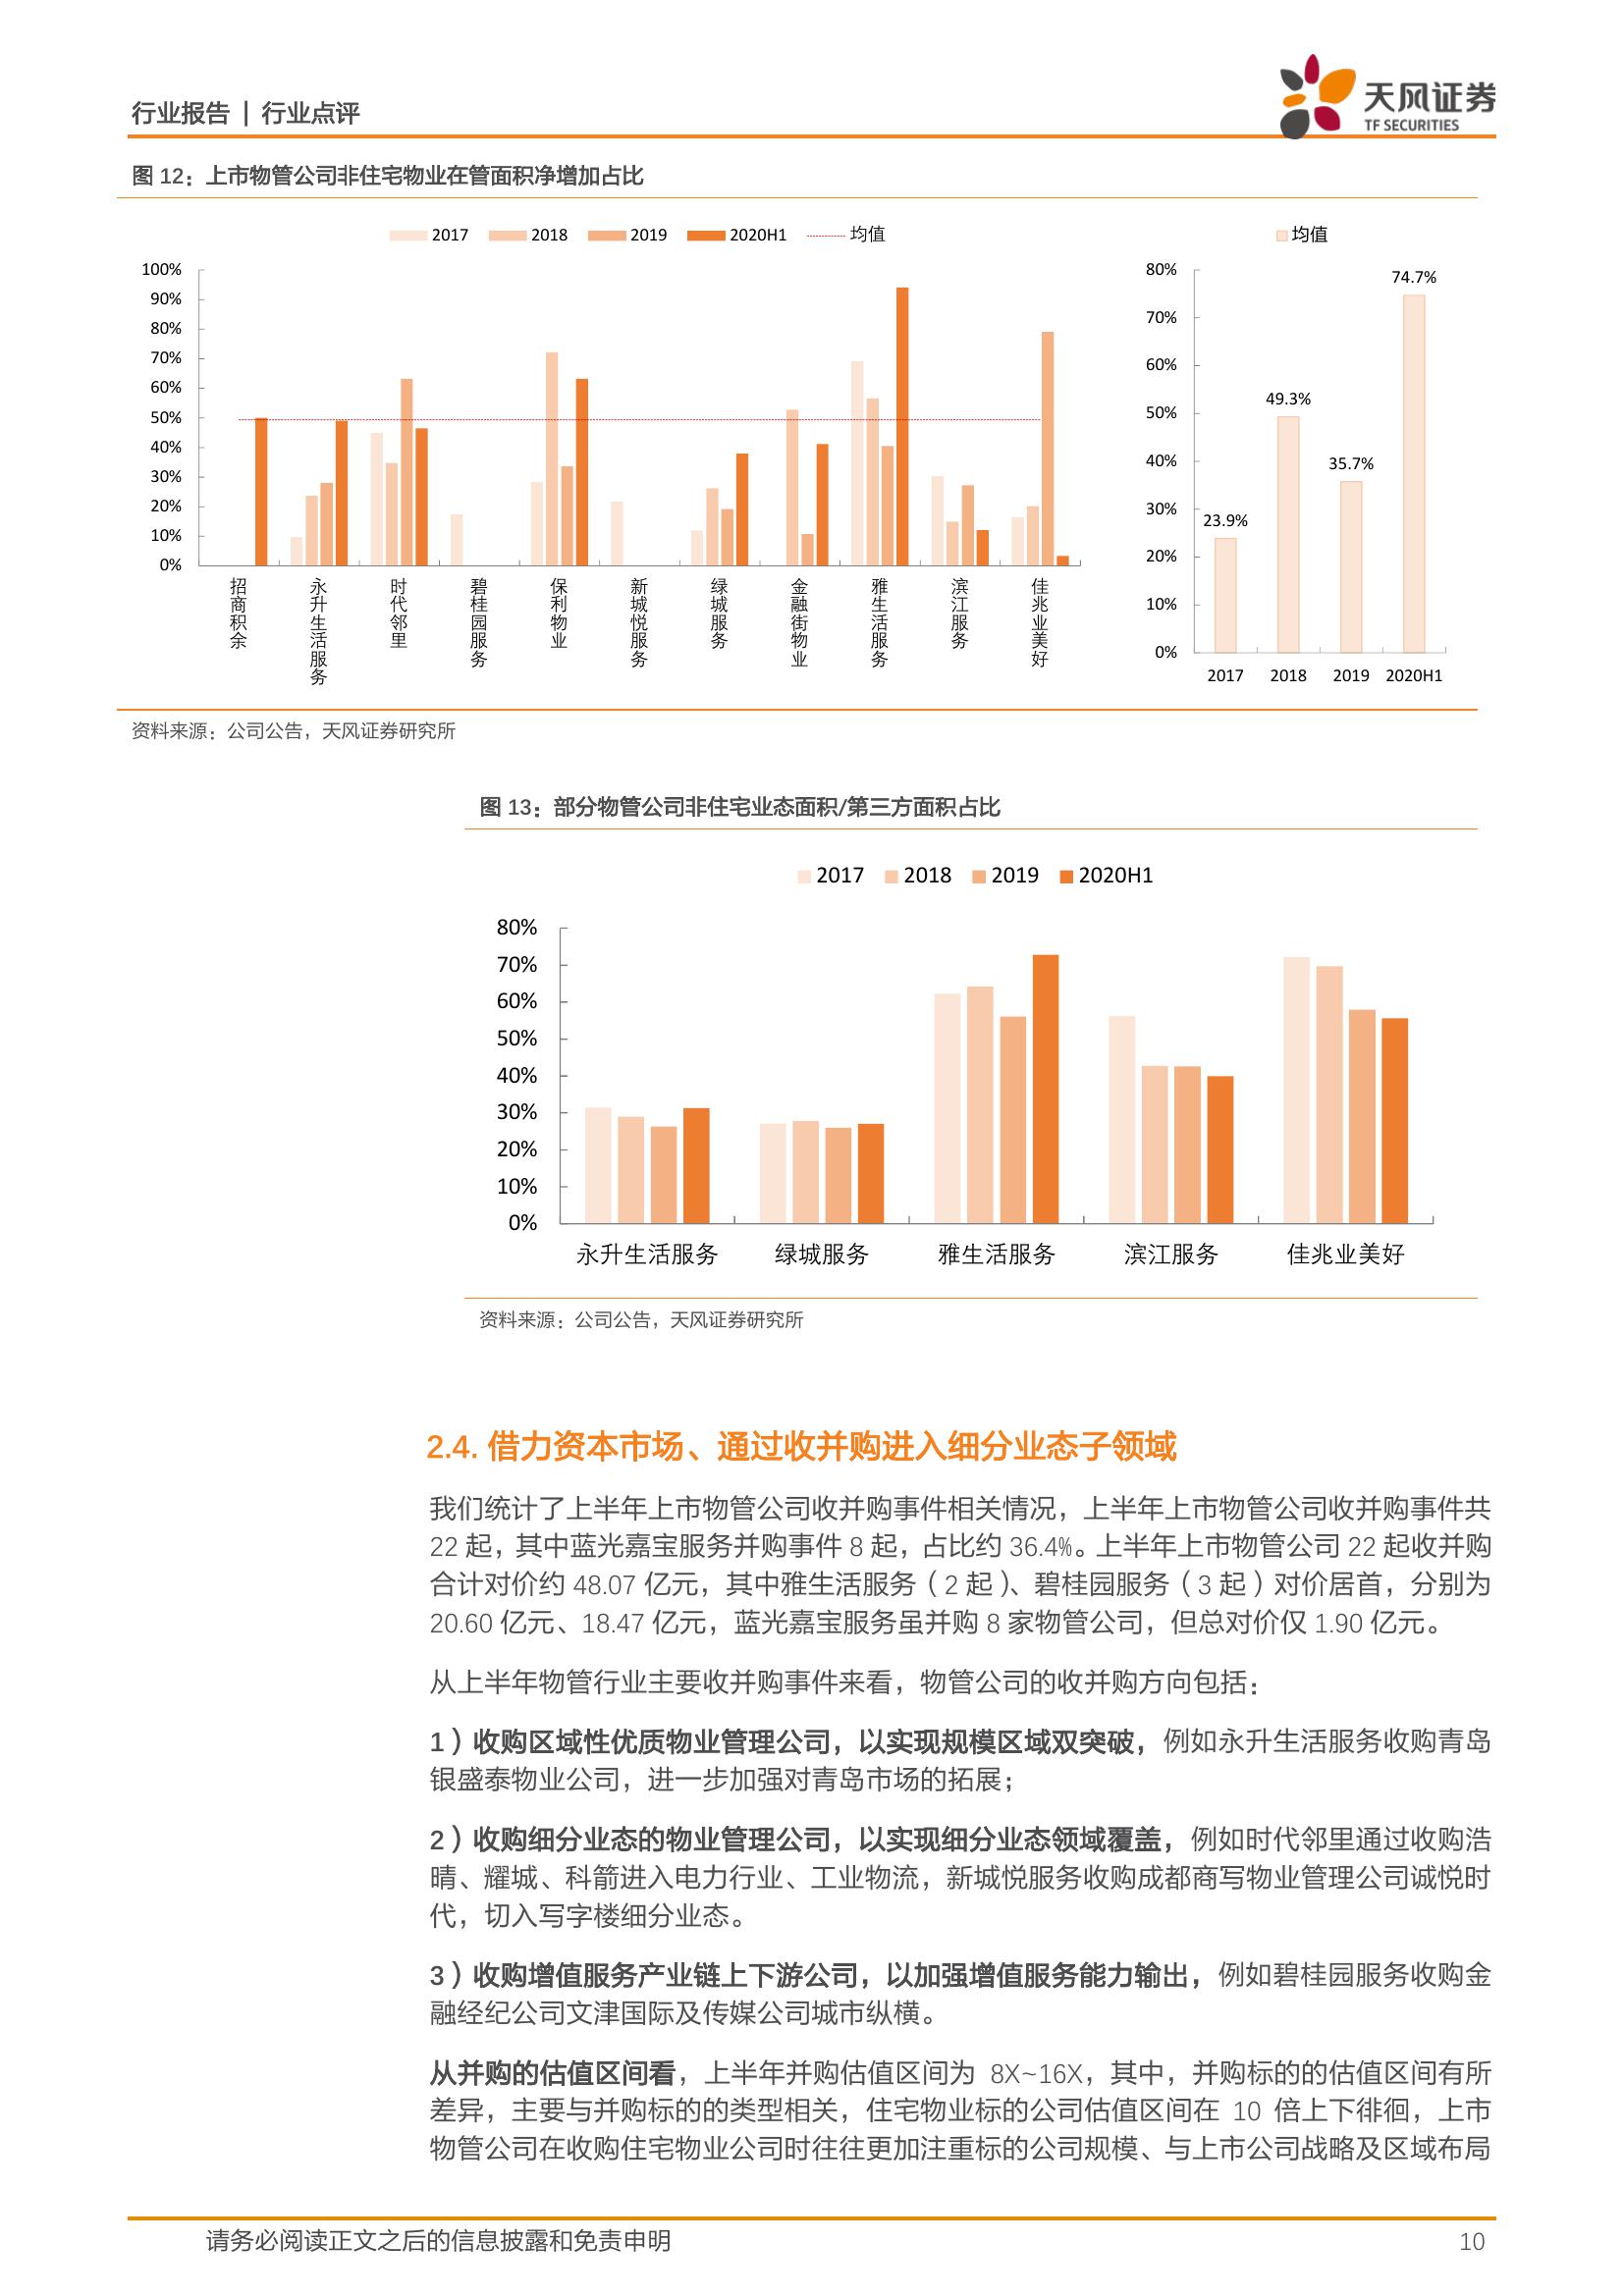 行业报告 | 行业点评
天风证券
TF SECURITIES
图 12：上市物管公司非住宅物业在管面积净增加占比
2017 2018 2019 2020H1 均值
100%
90%
80%
70%
60%
50%
40%
30%
20%
10%
0%
招商积余
永升生活服务
时代邻里
碧桂园服务
保利物业
新城悦服务
绿城服务
金融街物业
雅生活服务
滨江服务
佳兆业美好
均值
80%
70%
60%
50%
40%
30%
20%
10%
0%
23.9%
49.3%
35.7%
74.7%
2017 2018 2019 2020H1
资料来源：公司公告，天风证券研究所
图 13：部分物管公司非住宅业态面积/第三方面积占比
2017 2018 2019 2020H1
80%
70%
60%
50%
40%
30%
20%
10%
0%
永升生活服务 绿城服务 雅生活服务 滨江服务 佳兆业美好
资料来源：公司公告，天风证券研究所
2.4. 借力资本市场、通过收并购进入细分业态子领域
我们统计了上半年上市物管公司收并购事件相关情况，上半年上市物管公司收并购事件共
22 起，其中蓝光嘉宝服务并购事件 8 起，占比约 36.4%。上半年上市物管公司 22 起收并购
合计对价约 48.07 亿元，其中雅生活服务（2 起）、碧桂园服务（3 起）对价居首，分别为
20.60 亿元、18.47 亿元，蓝光嘉宝服务虽并购 8 家物管公司，但总对价仅 1.90 亿元。
从上半年物管行业主要收并购事件来看，物管公司的收并购方向包括：
1）收购区域性优质物业管理公司，以实现规模区域双突破，例如永升生活服务收购青岛
银盛泰物业公司，进一步加强对青岛市场的拓展；
2）收购细分业态的物业管理公司，以实现细分业态领域覆盖，例如时代邻里通过收购浩
晴、耀城、科箭进入电力行业、工业物流，新城悦服务收购成都商写物业管理公司诚悦时
代，切入写字楼细分业态。
3）收购增值服务产业链上下游公司，以加强增值服务能力输出，例如碧桂园服务收购金
融经纪公司文津国际及传媒公司城市纵横。
从并购的估值区间看，上半年并购估值区间为 8X~16X，其中，并购标的的估值区间有所
差异，主要与并购标的的类型相关，住宅物业标的公司估值区间在 10 倍上下徘徊，上市
物管公司在收购住宅物业公司时往往更加注重标的公司规模、与上市公司战略及区域布局
请务必阅读正文之后的信息披露和免责申明
10